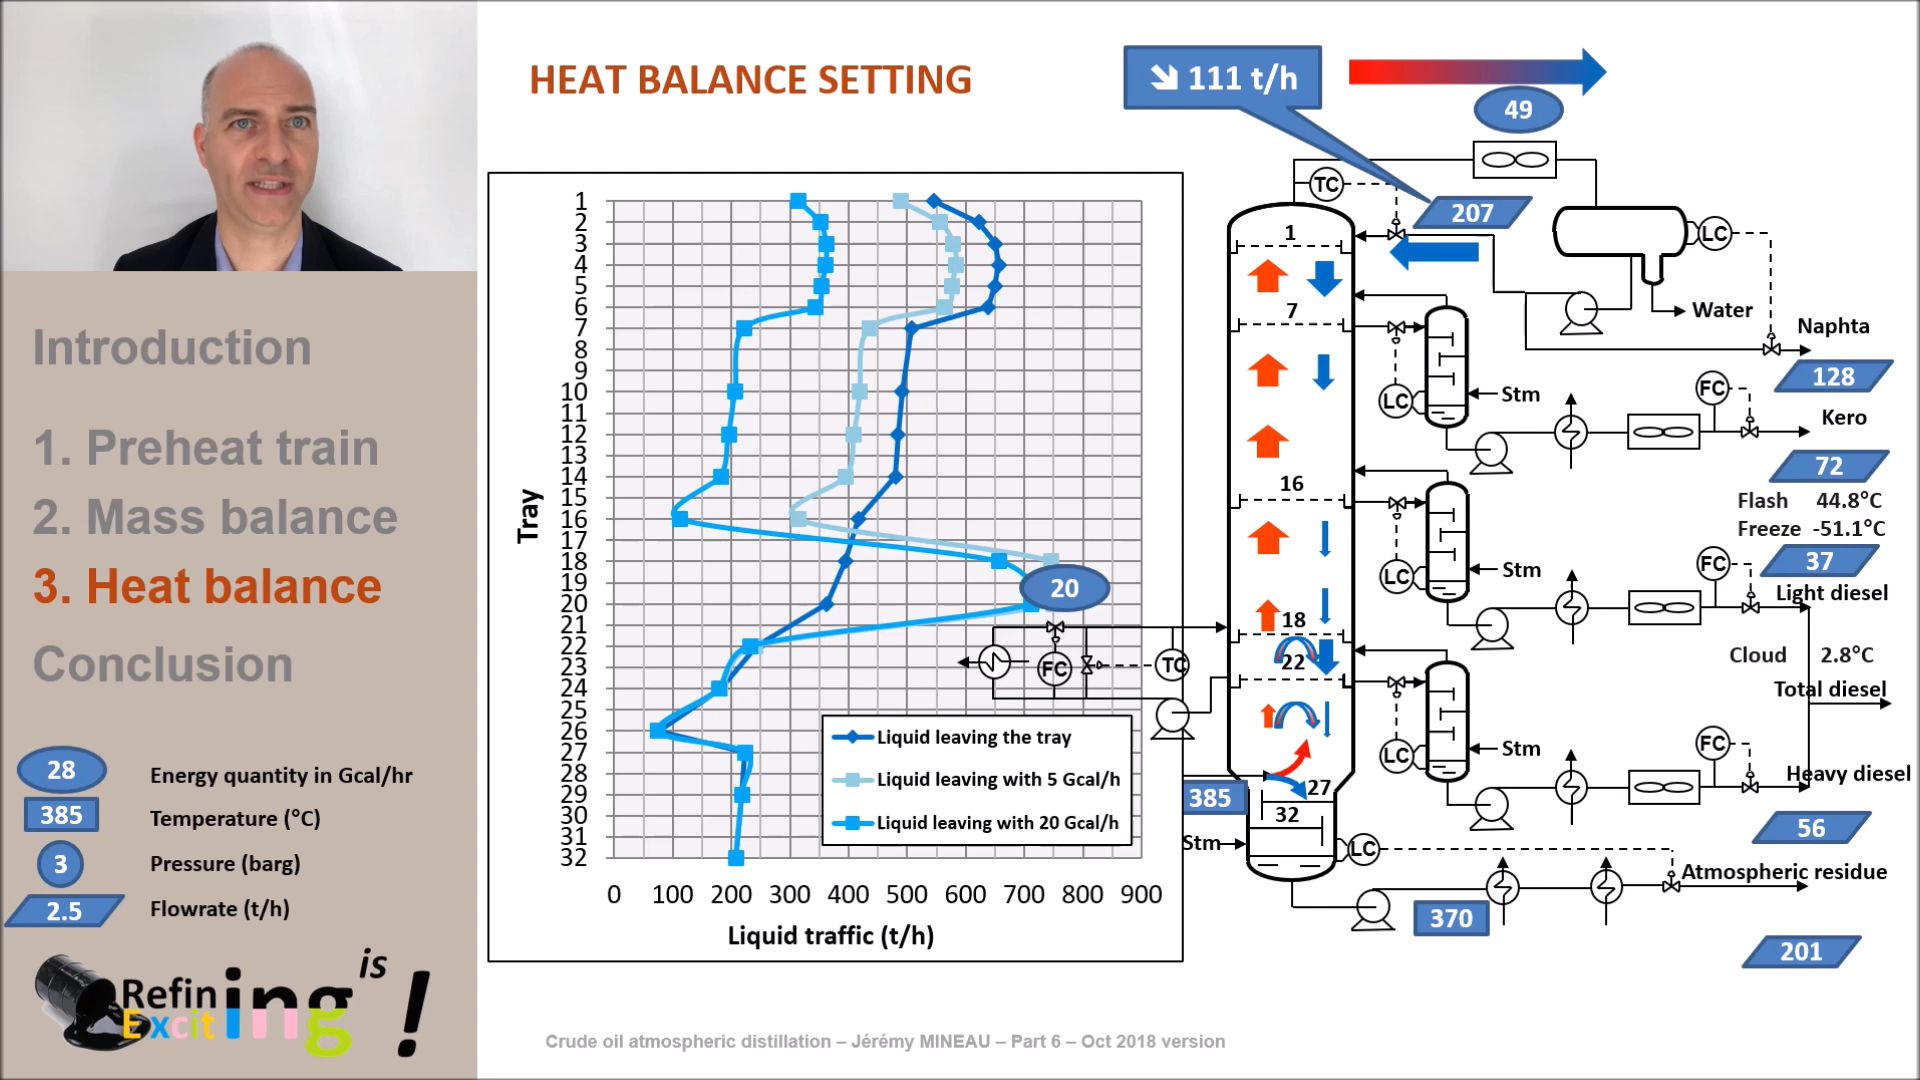 HEAT BALANCE SETTING
111 t/h
49
Introduction
1. Preheat train
2. Mass balance
3. Heat balance
Conclusion
28
Energy quantity in Gcal/hr
385
Temperature (°C)
3
Pressure (barg)
2.5
Flowrate (t/h)
Refining
is
Exciting
!
Tray
1
2
3
4
5
6
7
8
9
10
11
12
13
14
15
16
17
18
19
20
21
22
23
24
25
26
27
28
29
30
31
32
0 100 200 300 400 500 600 700 800 900
Liquid traffic (t/h)
Liquid leaving the tray
Liquid leaving with 5 Gcal/h
Liquid leaving with 20 Gcal/h
20
FC
TC
TC
207
LC
1
7
16
18
22
27
32
385
Stm
Water
Naphta
128
LC
Stm
FC
Kero
72
Flash 44.8°C
Freeze -51.1°C
37
LC
Stm
FC
Light diesel
Cloud 2.8°C
Total diesel
LC
Stm
FC
Heavy diesel
56
LC
Atmospheric residue
370
201
Crude oil atmospheric distillation – Jérémy MINEAU – Part 6 – Oct 2018 version